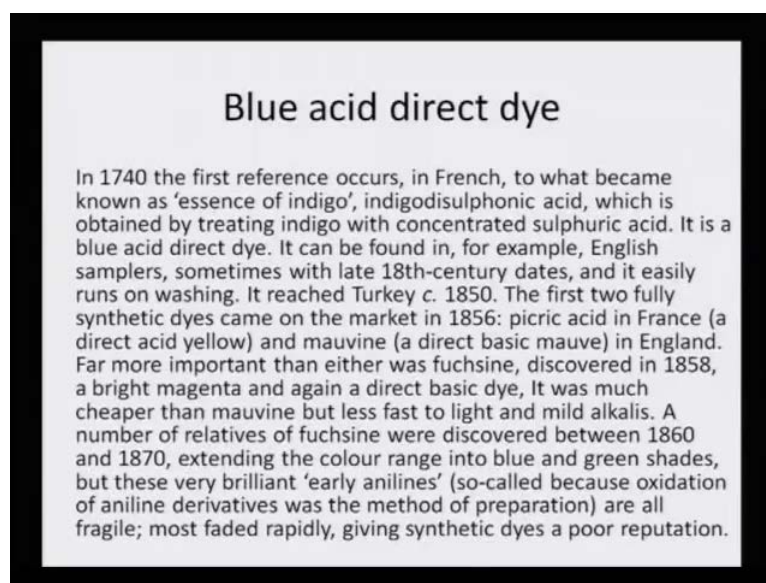 Blue acid direct dye
In 1740 the first reference occurs, in French, to what became
known as ‘essence of indigo’, indigodisulphonic acid, which is
obtained by treating indigo with concentrated sulphuric acid. It is a
blue acid direct dye. It can be found in, for example, English
samplers, sometimes with late 18th-century dates, and it easily
runs on washing. It reached Turkey c. 1850. The first two fully
synthetic dyes came on the market in 1856: picric acid in France (a
direct acid yellow) and mauvine (a direct basic mauve) in England.
Far more important than either was fuchsine, discovered in 1858,
a bright magenta and again a direct basic dye, It was much
cheaper than mauvine but less fast to light and mild alkalis. A
number of relatives of fuchsine were discovered between 1860
and 1870, extending the colour range into blue and green shades,
but these very brilliant ‘early anilines’ (so-called because oxidation
of aniline derivatives was the method of preparation) are all
fragile; most faded rapidly, giving synthetic dyes a poor reputation.